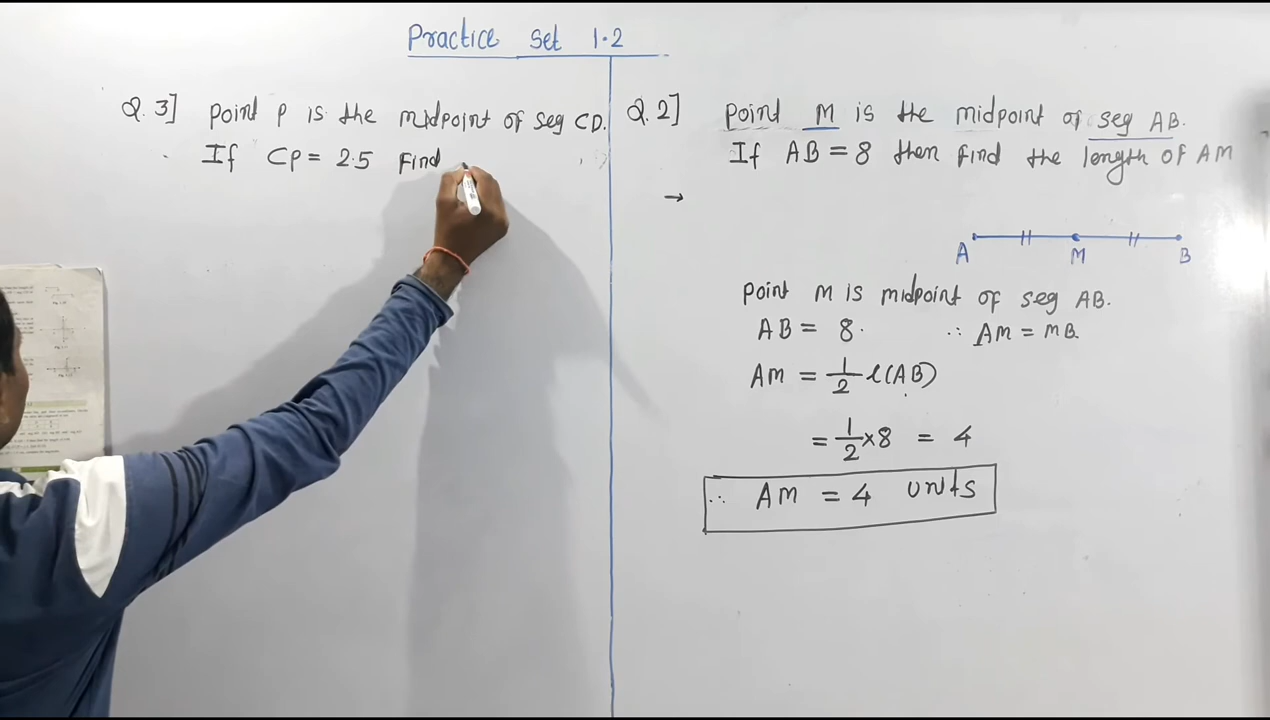 Practice Set 1.2
Q.3] Point P is the midpoint of seg CD.
If CP = 2.5 Find
Q.2] Point M is the midpoint of seg AB.
If AB = 8 then find the length of AM
→
A M B
Point M is midpoint of seg AB.
AB = 8. ∴ AM = MB
AM = 1/2 l(AB)
= 1/2 × 8 = 4
∴ AM = 4 units